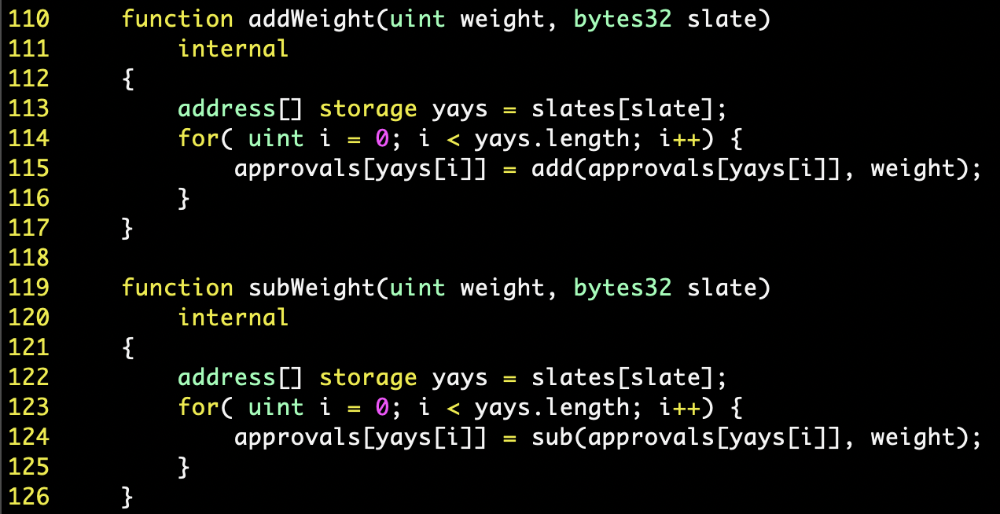 110     function addWeight(uint weight, bytes32 slate)
111         internal
112     {
113         address[] storage yays = slates[slate];
114         for( uint i = 0; i < yays.length; i++) {
115             approvals[yays[i]] = add(approvals[yays[i]], weight);
116         }
117     }
118
119     function subWeight(uint weight, bytes32 slate)
120         internal
121     {
122         address[] storage yays = slates[slate];
123         for( uint i = 0; i < yays.length; i++) {
124             approvals[yays[i]] = sub(approvals[yays[i]], weight);
125         }
126     }